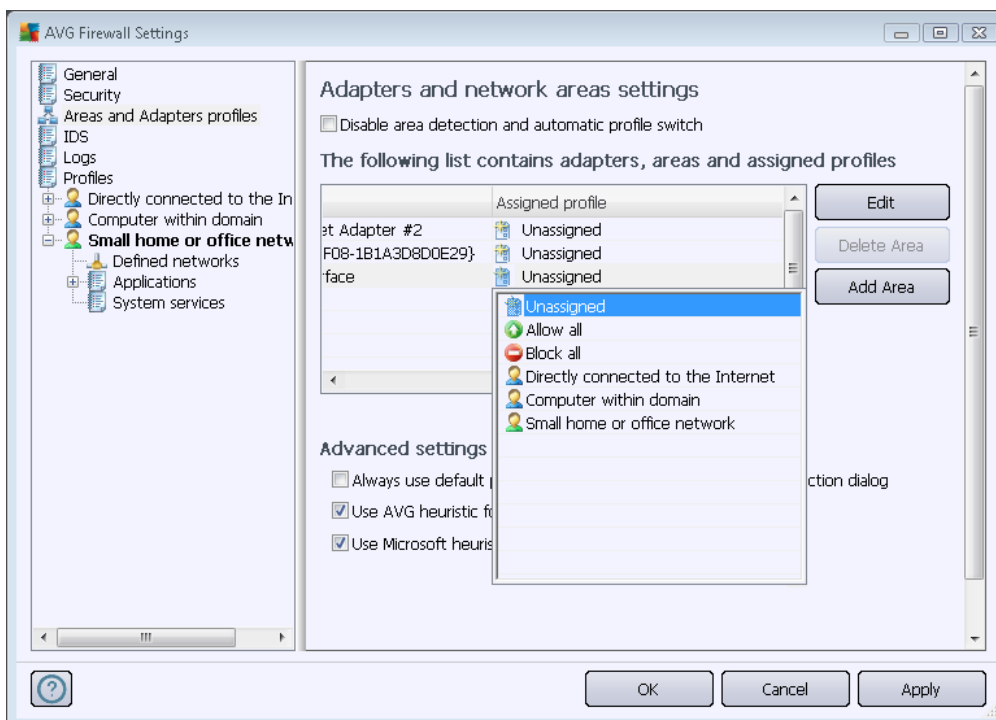 AVG Firewall Settings
General
Security
Areas and Adapters profiles
IDS
Logs
Profiles
Directly connected to the In
Computer within domain
Small home or office netw
Defined networks
Applications
System services
Adapters and network areas settings
Disable area detection and automatic profile switch
The following list contains adapters, areas and assigned profiles
Assigned profile
et Adapter #2 Unassigned
F08-1B1A3D8D0E29} Unassigned
face Unassigned
Unassigned
Allow all
Block all
Directly connected to the Internet
Computer within domain
Small home or office network
Edit
Delete Area
Add Area
Advanced settings
Always use default ction dialog
Use AVG heuristic fo
Use Microsoft heuris
OK
Cancel
Apply